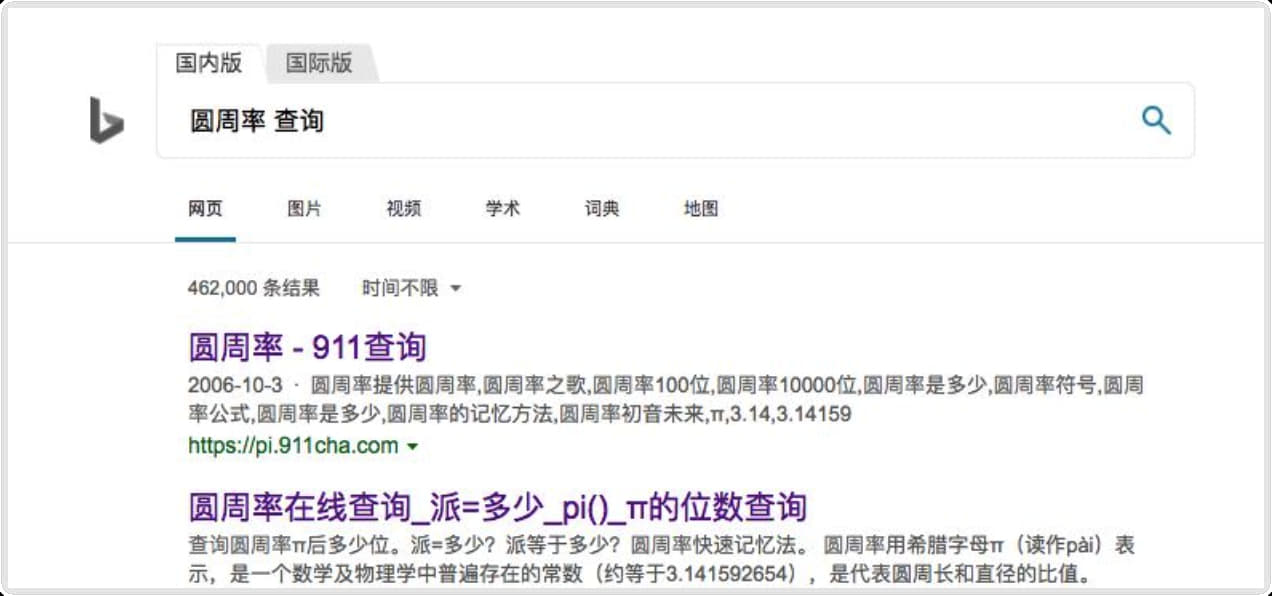 国内版 国际版
圆周率 查询
网页 图片 视频 学术 词典 地图
462,000 条结果 时间不限
圆周率 - 911查询
2006-10-3 · 圆周率提供圆周率,圆周率之歌,圆周率100位,圆周率10000位,圆周率是多少,圆周率符号,圆周
率公式,圆周率是多少,圆周率的记忆方法,圆周率初音未来,π,3.14,3.14159
https://pi.911cha.com
圆周率在线查询_派=多少_pi()_π的位数查询
查询圆周率π后多少位。派=多少？派等于多少？圆周率快速记忆法。 圆周率用希腊字母π（读作pài）表
示，是一个数学及物理学中普遍存在的常数（约等于3.141592654），是代表圆周长和直径的比值。